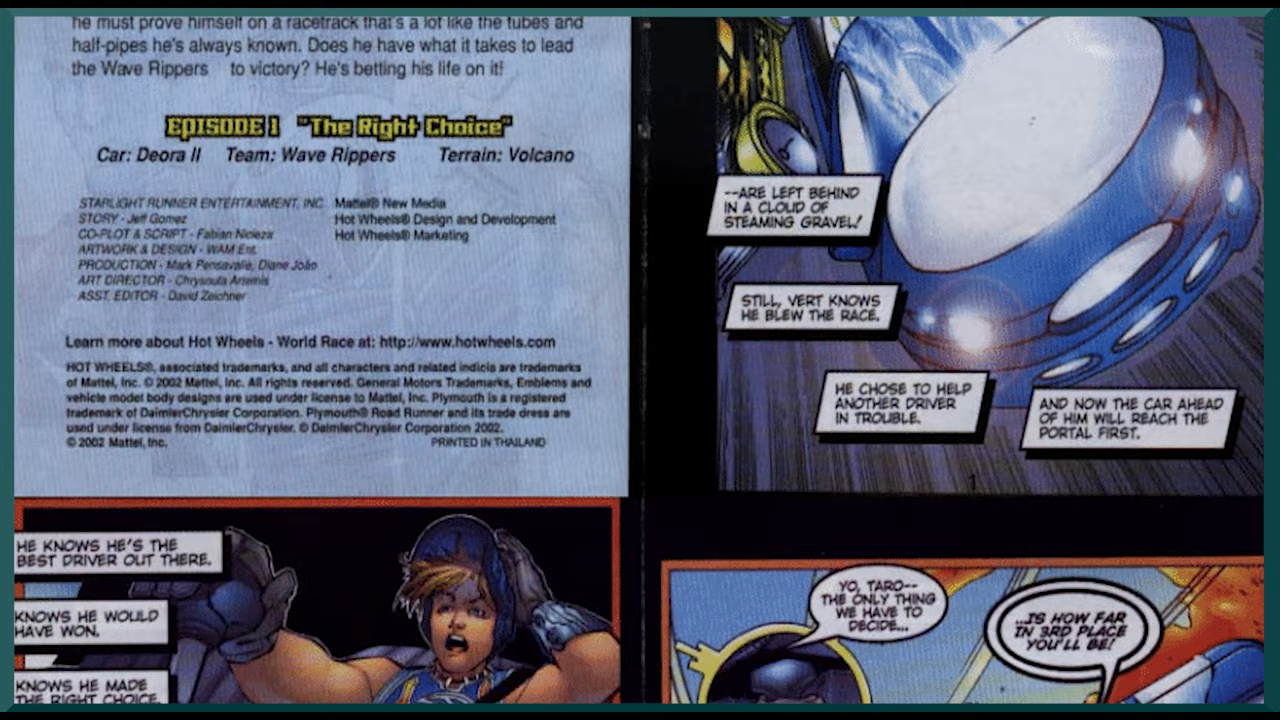 he must prove himself on a racetrack that's a lot like the tubes and
half-pipes he's always known. Does he have what it takes to lead
the Wave Rippers to victory? He's betting his life on it!
EPISODE 1 "The Right Choice"
Car: Deora II Team: Wave Rippers Terrain: Volcano
STARLIGHT RUNNER ENTERTAINMENT, INC.
STORY - Jeff Gomez
CO-PLOT & SCRIPT - Fabian Nicieza
ARTWORK & DESIGN - WAM Ent.
PRODUCTION - Mark Pensavalle, Diane João
ART DIRECTOR - Chrysoula Artemis
ASST. EDITOR - David Zeichner
Mattel® New Media
Hot Wheels® Design and Development
Hot Wheels® Marketing
Learn more about Hot Wheels - World Race at: http://www.hotwheels.com
HOT WHEELS®, associated trademarks, and all characters and related indicia are trademarks
of Mattel, Inc. © 2002 Mattel, Inc. All rights reserved. General Motors Trademarks, Emblems and
vehicle model body designs are used under license to Mattel, Inc. Plymouth is a registered
trademark of DaimlerChrysler Corporation. Plymouth® Road Runner and its trade dress are
used under license from DaimlerChrysler. © DaimlerChrysler Corporation 2002.
© 2002 Mattel, Inc. PRINTED IN THAILAND
--ARE LEFT BEHIND
IN A CLOUD OF
STEAMING GRAVEL!
STILL, VERT KNOWS
HE BLEW THE RACE.
HE CHOSE TO HELP
ANOTHER DRIVER
IN TROUBLE.
AND NOW THE CAR AHEAD
OF HIM WILL REACH THE
PORTAL FIRST.
1
HE KNOWS HE'S THE
BEST DRIVER OUT THERE.
KNOWS HE WOULD
HAVE WON.
KNOWS HE MADE
THE RIGHT CHOICE.
YO, TARO--
THE ONLY THING
WE HAVE TO
DECIDE...
...IS HOW FAR
IN 3RD PLACE
YOU'LL BE!